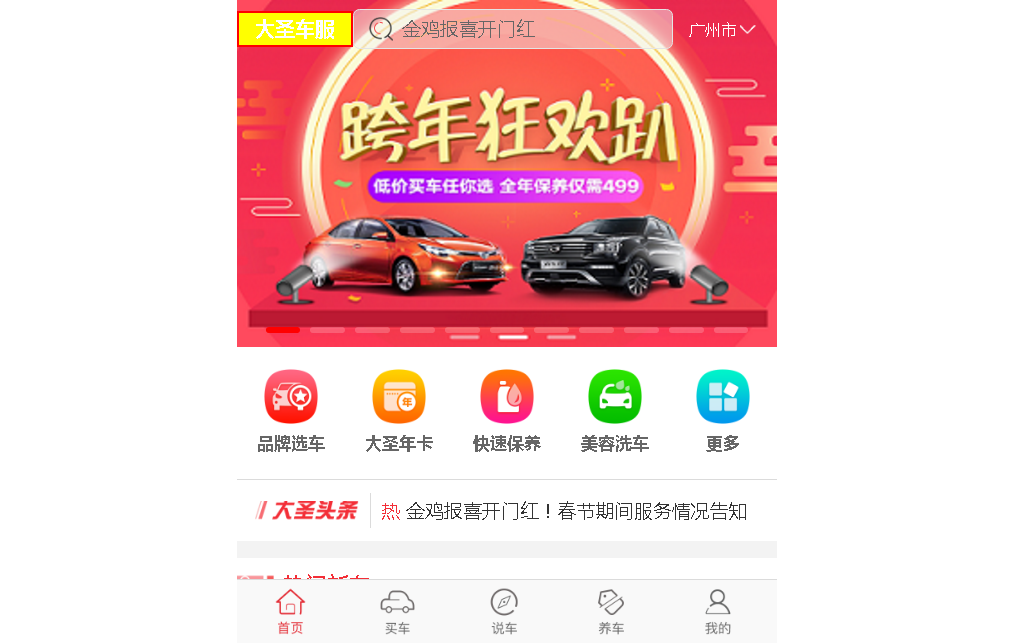 大圣车服 金鸡报喜开门红 广州市
跨年狂欢趴
低价买车任你选 全年保养仅需499
品牌选车 大圣年卡 快速保养 美容洗车 更多
大圣头条 热 金鸡报喜开门红！春节期间服务情况告知
热门新车
首页 买车 说车 养车 我的